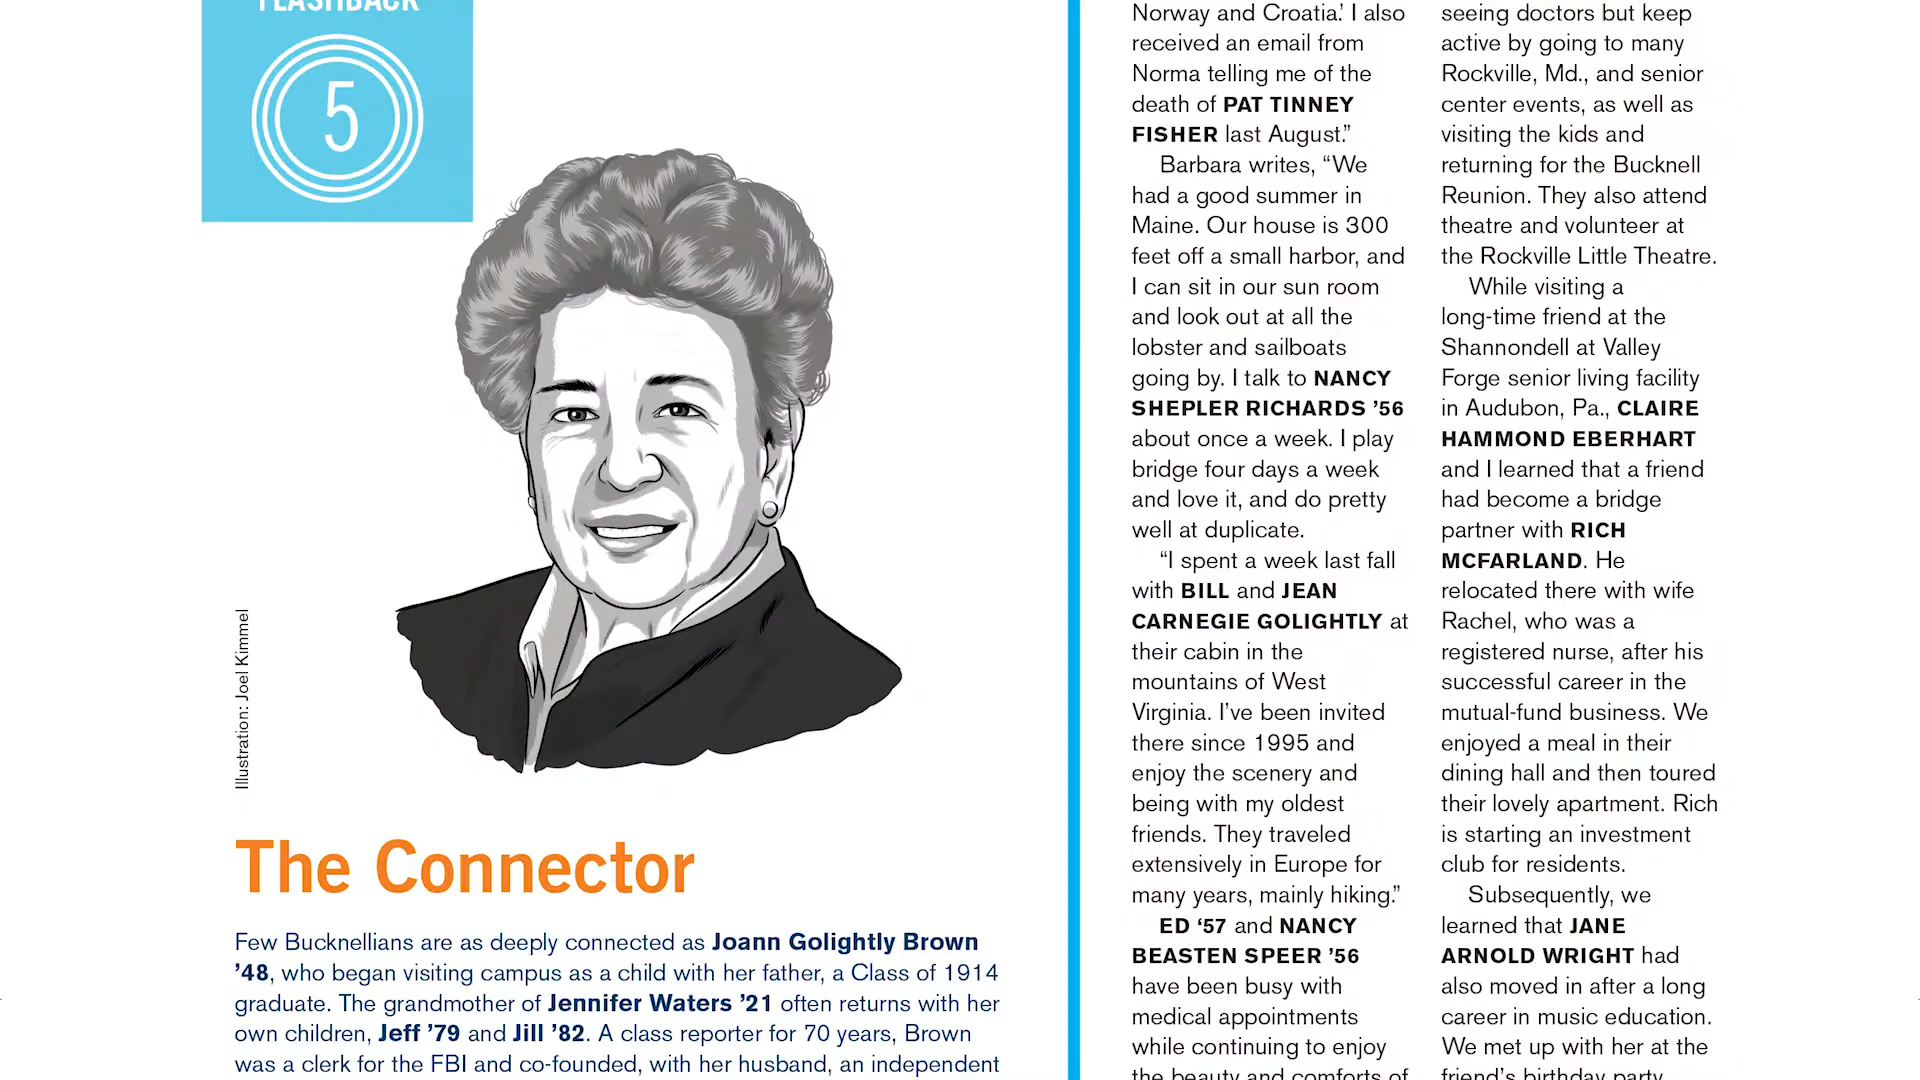 FLASHBACK
5
Illustration: Joel Kimmel
The Connector
Few Bucknellians are as deeply connected as Joann Golightly Brown
’48, who began visiting campus as a child with her father, a Class of 1914
graduate. The grandmother of Jennifer Waters ’21 often returns with her
own children, Jeff ’79 and Jill ’82. A class reporter for 70 years, Brown
was a clerk for the FBI and co-founded, with her husband, an independent
Norway and Croatia.’ I also
received an email from
Norma telling me of the
death of PAT TINNEY
FISHER last August.”
Barbara writes, “We
had a good summer in
Maine. Our house is 300
feet off a small harbor, and
I can sit in our sun room
and look out at all the
lobster and sailboats
going by. I talk to NANCY
SHEPLER RICHARDS ’56
about once a week. I play
bridge four days a week
and love it, and do pretty
well at duplicate.
“I spent a week last fall
with BILL and JEAN
CARNEGIE GOLIGHTLY at
their cabin in the
mountains of West
Virginia. I’ve been invited
there since 1995 and
enjoy the scenery and
being with my oldest
friends. They traveled
extensively in Europe for
many years, mainly hiking.”
ED ‘57 and NANCY
BEASTEN SPEER ’56
have been busy with
medical appointments
while continuing to enjoy
the beauty and comforts of
seeing doctors but keep
active by going to many
Rockville, Md., and senior
center events, as well as
visiting the kids and
returning for the Bucknell
Reunion. They also attend
theatre and volunteer at
the Rockville Little Theatre.
While visiting a
long-time friend at the
Shannondell at Valley
Forge senior living facility
in Audubon, Pa., CLAIRE
HAMMOND EBERHART
and I learned that a friend
had become a bridge
partner with RICH
MCFARLAND. He
relocated there with wife
Rachel, who was a
registered nurse, after his
successful career in the
mutual-fund business. We
enjoyed a meal in their
dining hall and then toured
their lovely apartment. Rich
is starting an investment
club for residents.
Subsequently, we
learned that JANE
ARNOLD WRIGHT had
also moved in after a long
career in music education.
We met up with her at the
friend’s birthday party